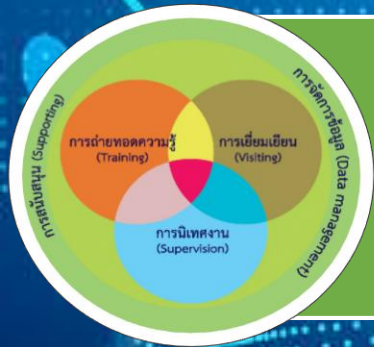 การสนับสนุน (Supporting)
การจัดการข้อมูล (Data management)
การถ่ายทอดความรู้
(Training)
การเยี่ยมเยียน
(Visiting)
การนิเทศงาน
(Supervision)